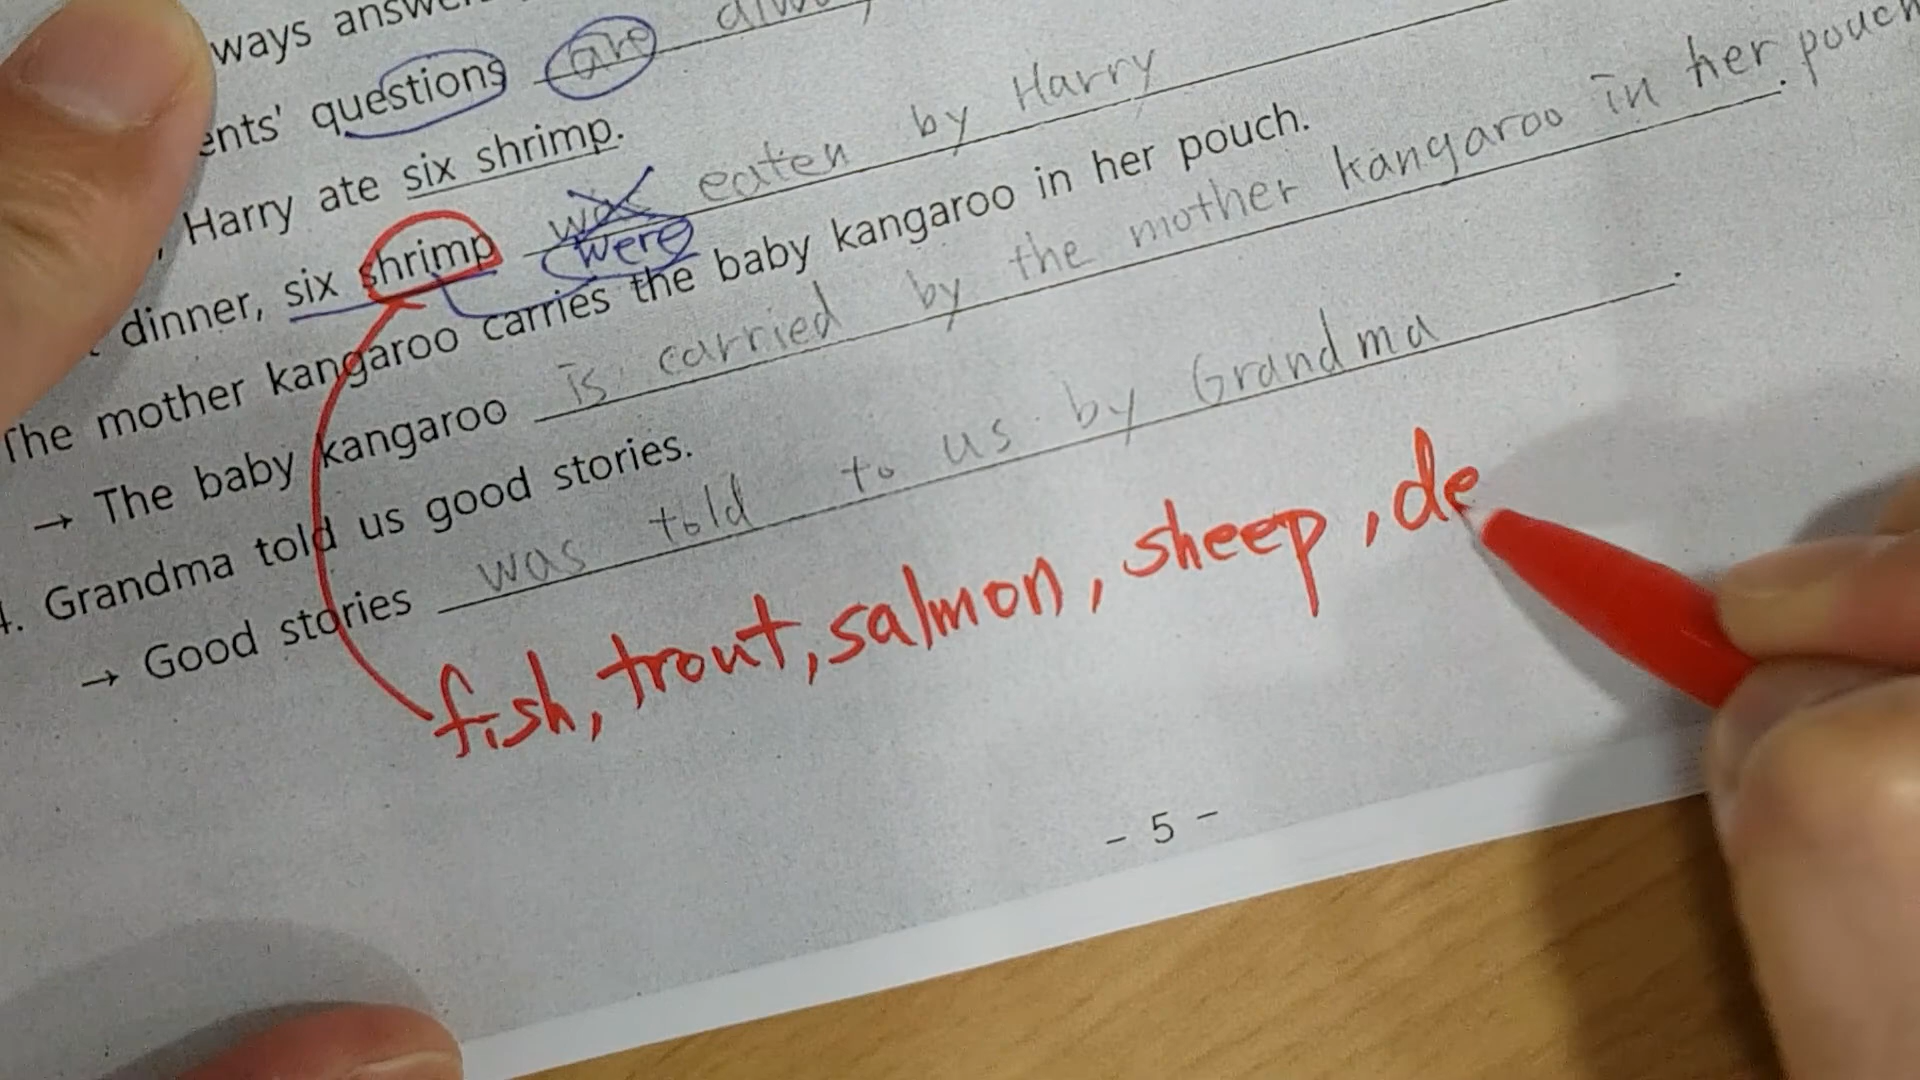 ways answe
ents' questions are
Harry ate six shrimp.
dinner, six shrimp was were eaten by Harry
The mother kangaroo carries the baby kangaroo in her pouch.
→ The baby kangaroo is carried by the mother kangaroo in her pouch.
4. Grandma told us good stories.
→ Good stories was told to us by Grandma.
fish, trout, salmon, sheep, de
- 5 -